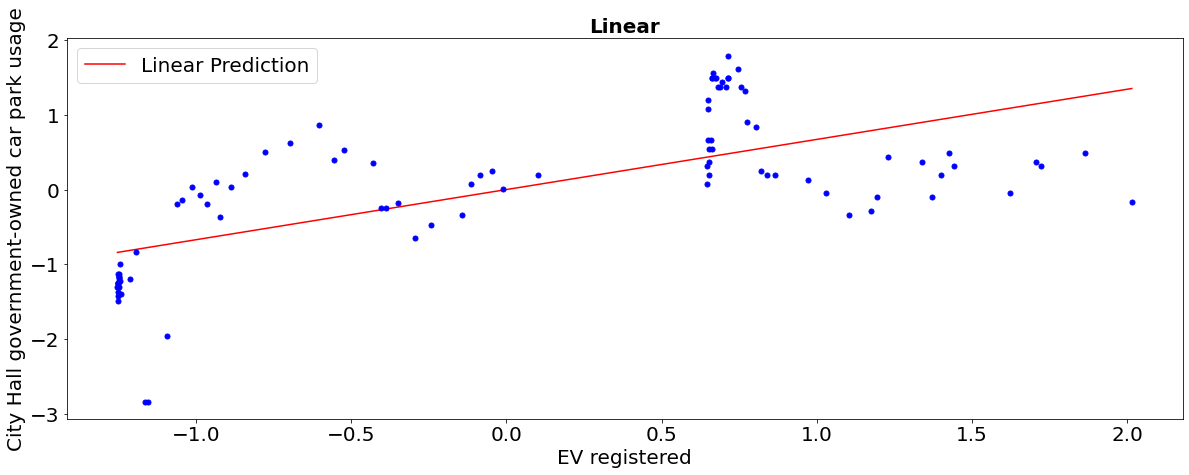 Linear
Linear Prediction
City Hall government-owned car park usage
2
1
0
−1
−2
−3
−1.0 −0.5 0.0 0.5 1.0 1.5 2.0
EV registered